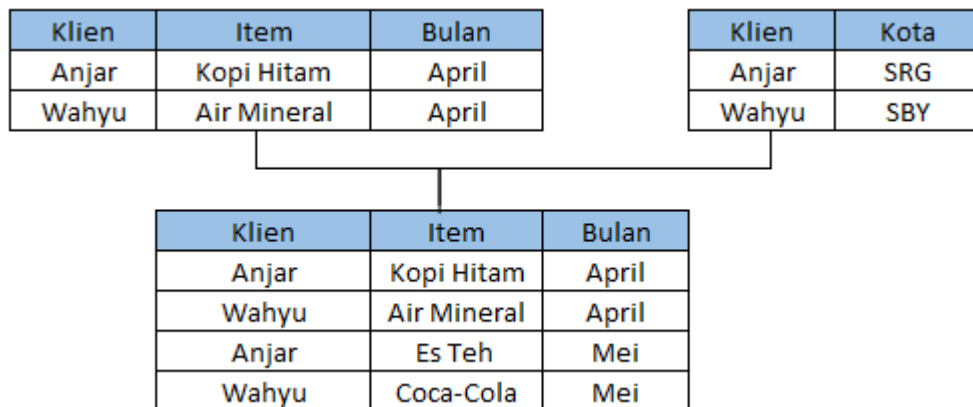 Klien Item Bulan
Anjar Kopi Hitam April
Wahyu Air Mineral April
Klien Kota
Anjar SRG
Wahyu SBY
Klien Item Bulan
Anjar Kopi Hitam April
Wahyu Air Mineral April
Anjar Es Teh Mei
Wahyu Coca-Cola Mei